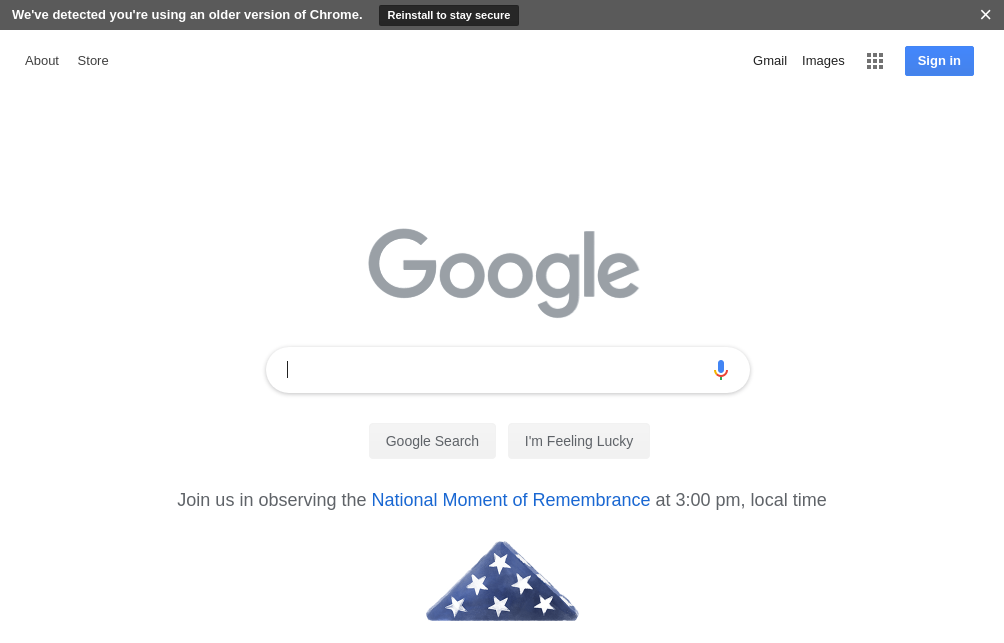 We've detected you're using an older version of Chrome. Reinstall to stay secure
About Store Gmail Images Sign in
Google
Google Search I'm Feeling Lucky
Join us in observing the National Moment of Remembrance at 3:00 pm, local time